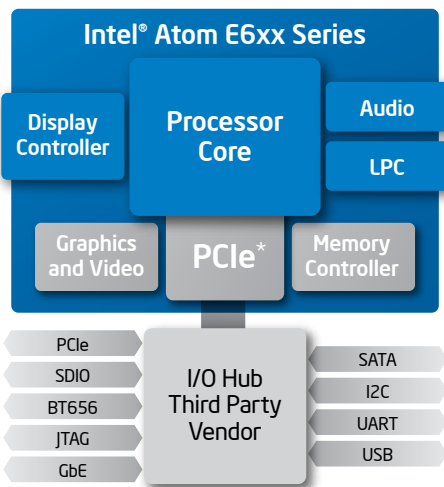 Intel® Atom E6xx Series
Display
Controller
Processor
Core
Audio
LPC
Graphics
and Video
PCIe*
Memory
Controller
PCIe
SDIO
BT656
JTAG
GbE
I/O Hub
Third Party
Vendor
SATA
I2C
UART
USB